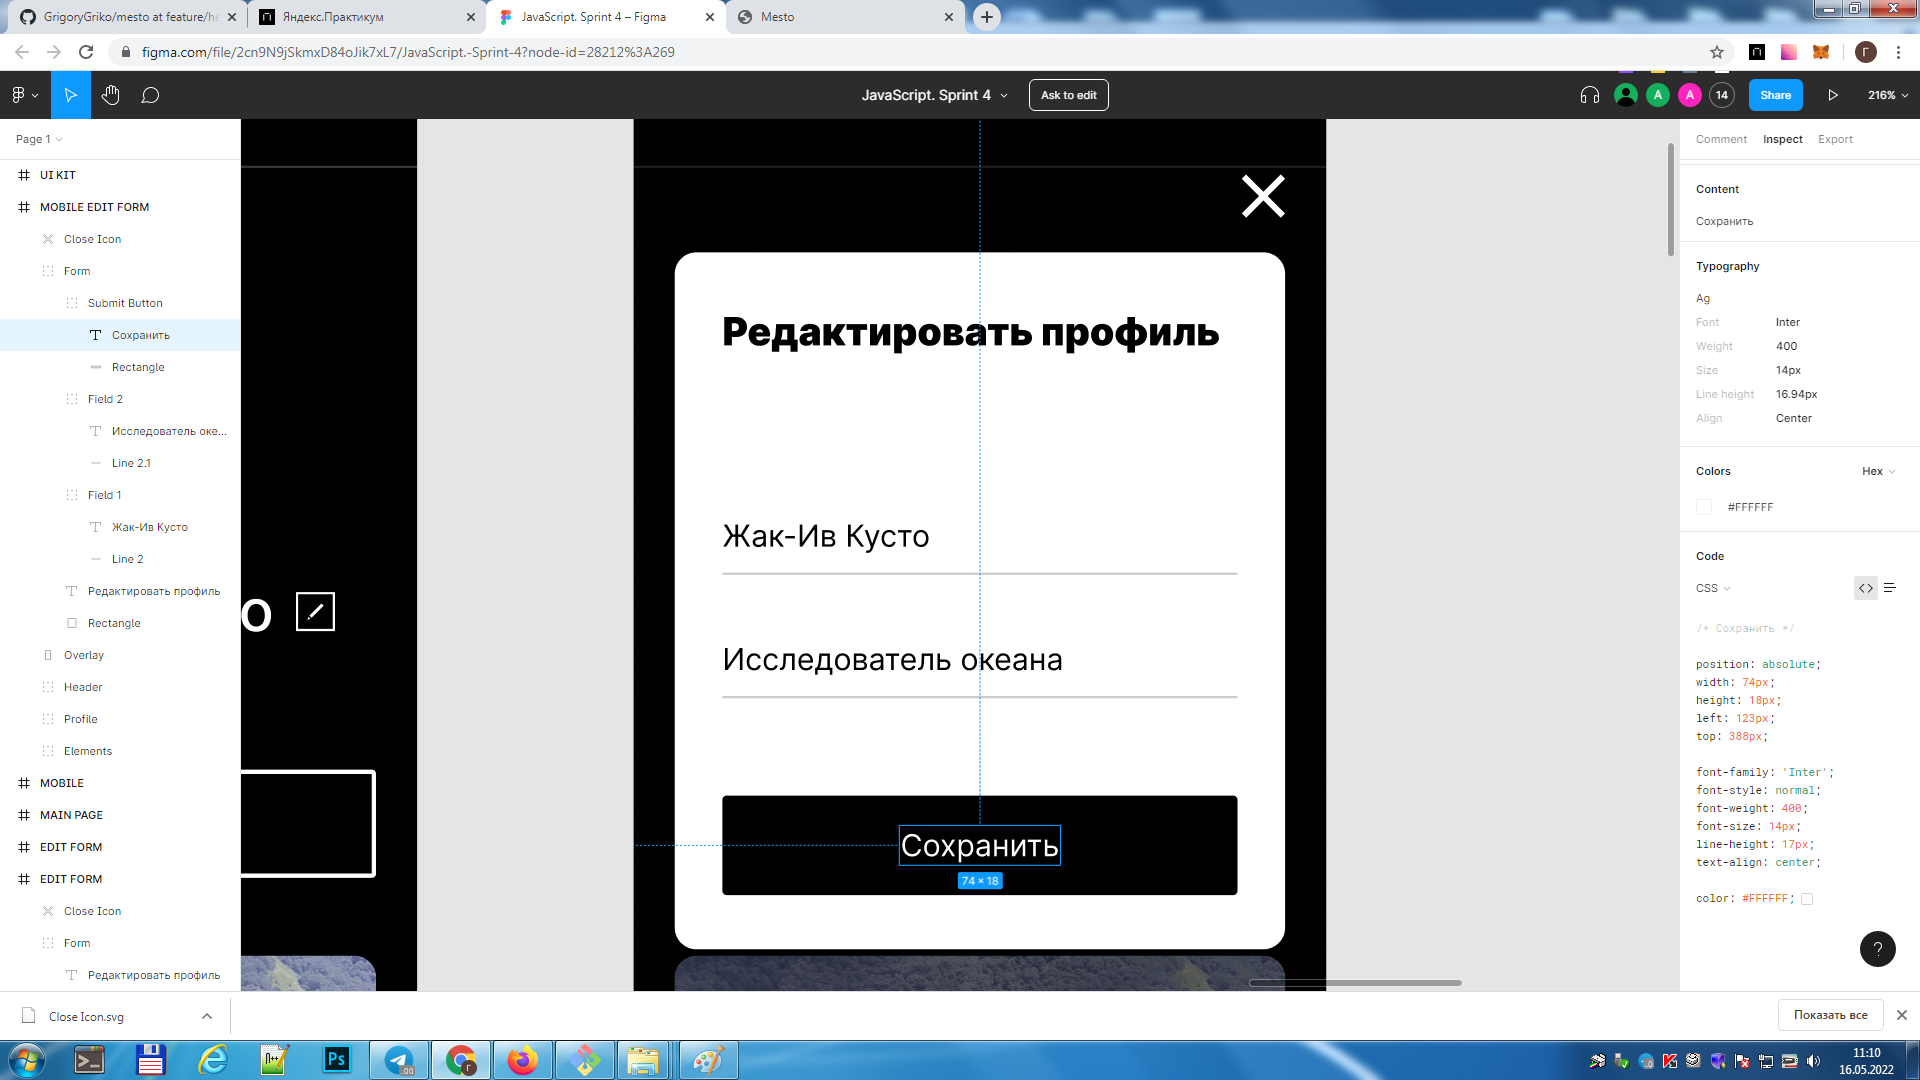 GrigoryGriko/mesto at feature/he
Яндекс.Практикум
JavaScript. Sprint 4 – Figma
Mesto
figma.com/file/2cn9N9jSkmxD84oJik7xL7/JavaScript.-Sprint-4?node-id=28212%3A269
Г
JavaScript. Sprint 4
Ask to edit
A
A
14
Share
216%
Page 1
UI KIT
MOBILE EDIT FORM
Close Icon
Form
Submit Button
Сохранить
Rectangle
Field 2
Исследователь оке...
Line 2.1
Field 1
Жак-Ив Кусто
Line 2
Редактировать профиль
Rectangle
Overlay
Header
Profile
Elements
MOBILE
MAIN PAGE
EDIT FORM
EDIT FORM
Close Icon
Form
Редактировать профиль
о
Редактировать профиль
Жак-Ив Кусто
Исследователь океана
Сохранить
74 × 18
Comment
Inspect
Export
Content
Сохранить
Typography
Ag
Font Inter
Weight 400
Size 14px
Line height 16.94px
Align Center
Colors
Hex
#FFFFFF
Code
CSS
/* Сохранить */
position: absolute;
width: 74px;
height: 18px;
left: 123px;
top: 388px;
font-family: 'Inter';
font-style: normal;
font-weight: 400;
font-size: 14px;
line-height: 17px;
text-align: center;
color: #FFFFFF;
?
Close Icon.svg
Показать все
Ps
.00
Г
11:10
16.05.2022